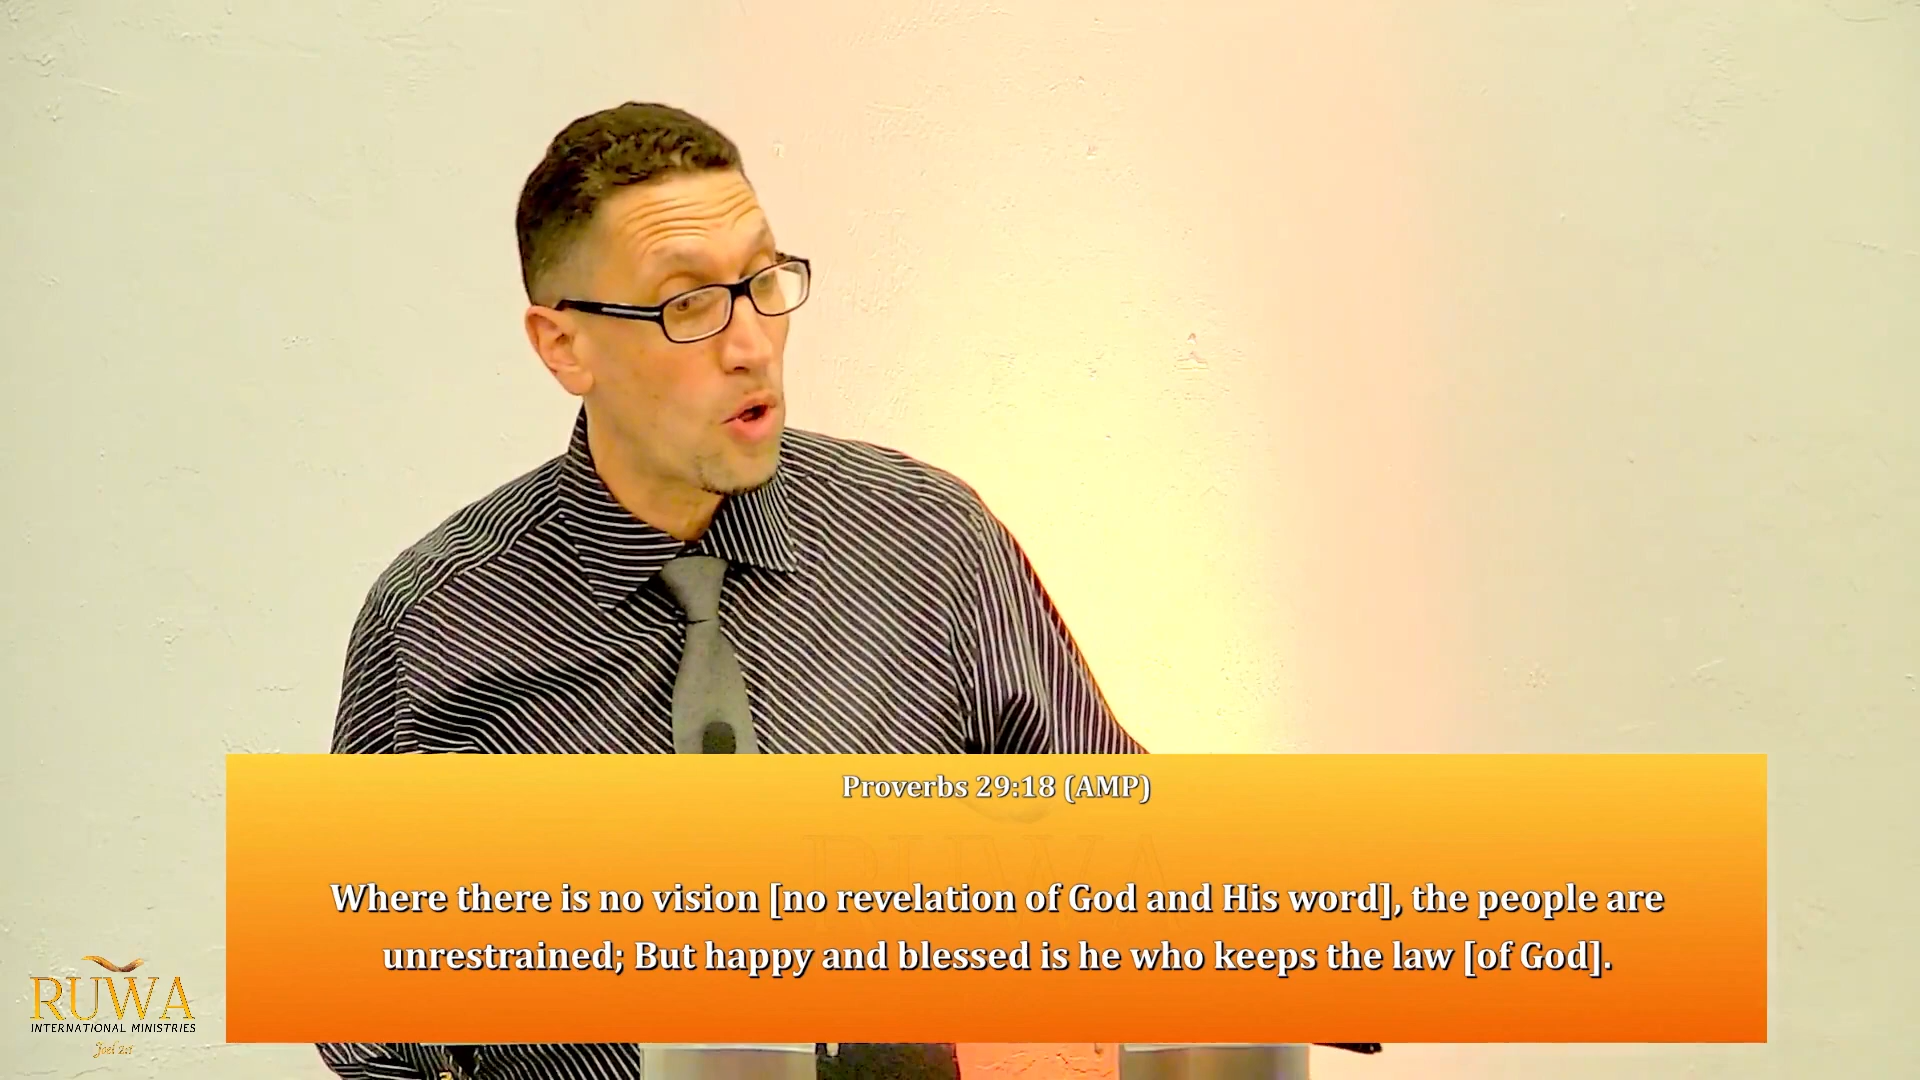 Proverbs 29:18 (AMP)
Where there is no vision [no revelation of God and His word], the people are
unrestrained; But happy and blessed is he who keeps the law [of God].
RUWA
RUWA
INTERNATIONAL MINISTRIES